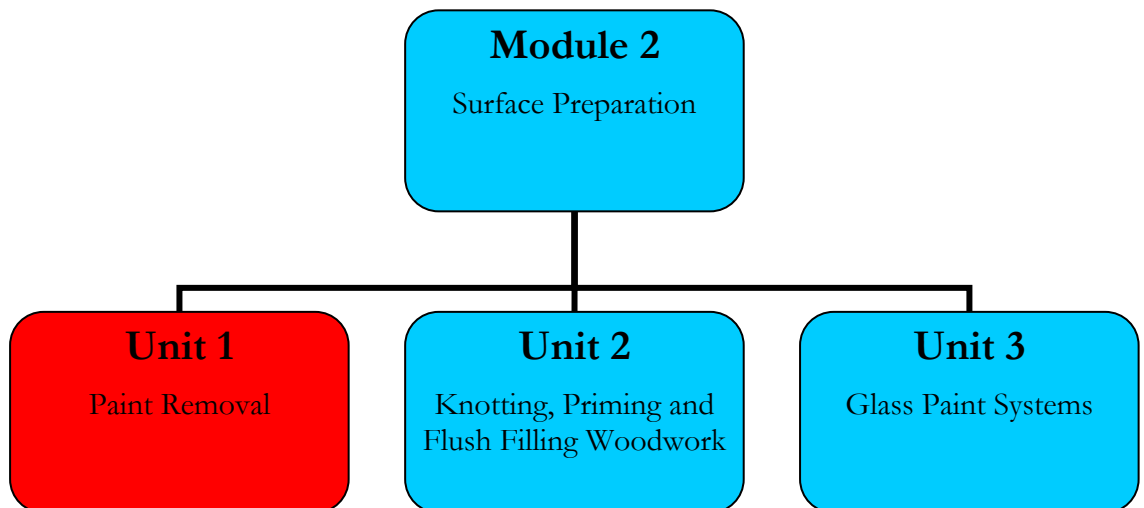 Module 2
Surface Preparation
Unit 1
Paint Removal
Unit 2
Knotting, Priming and
Flush Filling Woodwork
Unit 3
Glass Paint Systems